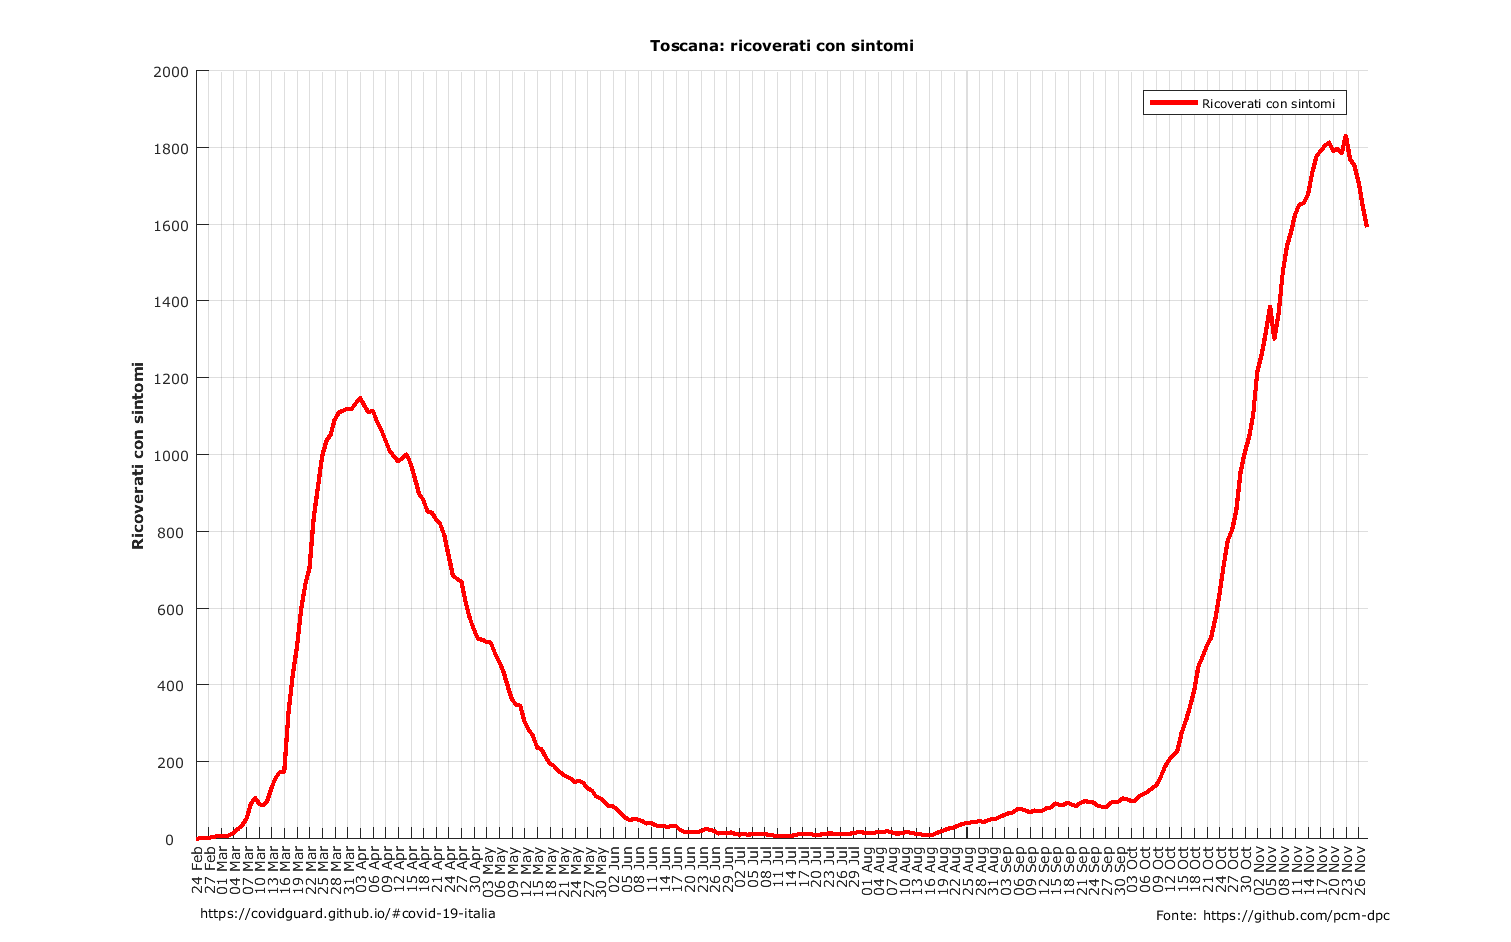 Toscana: ricoverati con sintomi
Ricoverati con sintomi
Ricoverati con sintomi
2000
1800
1600
1400
1200
1000
800
600
400
200
0
24 Feb
27 Feb
01 Mar
04 Mar
07 Mar
10 Mar
13 Mar
16 Mar
19 Mar
22 Mar
25 Mar
28 Mar
31 Mar
03 Apr
06 Apr
09 Apr
12 Apr
15 Apr
18 Apr
21 Apr
24 Apr
27 Apr
30 Apr
03 May
06 May
09 May
12 May
15 May
18 May
21 May
24 May
27 May
30 May
02 Jun
05 Jun
08 Jun
11 Jun
14 Jun
17 Jun
20 Jun
23 Jun
26 Jun
29 Jun
02 Jul
05 Jul
08 Jul
11 Jul
14 Jul
17 Jul
20 Jul
23 Jul
26 Jul
29 Jul
01 Aug
04 Aug
07 Aug
10 Aug
13 Aug
16 Aug
19 Aug
22 Aug
25 Aug
28 Aug
31 Aug
03 Sep
06 Sep
09 Sep
12 Sep
15 Sep
18 Sep
21 Sep
24 Sep
27 Sep
30 Sep
03 Oct
06 Oct
09 Oct
12 Oct
15 Oct
18 Oct
21 Oct
24 Oct
27 Oct
30 Oct
02 Nov
05 Nov
08 Nov
11 Nov
14 Nov
17 Nov
20 Nov
23 Nov
26 Nov
https://covidguard.github.io/#covid-19-italia
Fonte: https://github.com/pcm-dpc